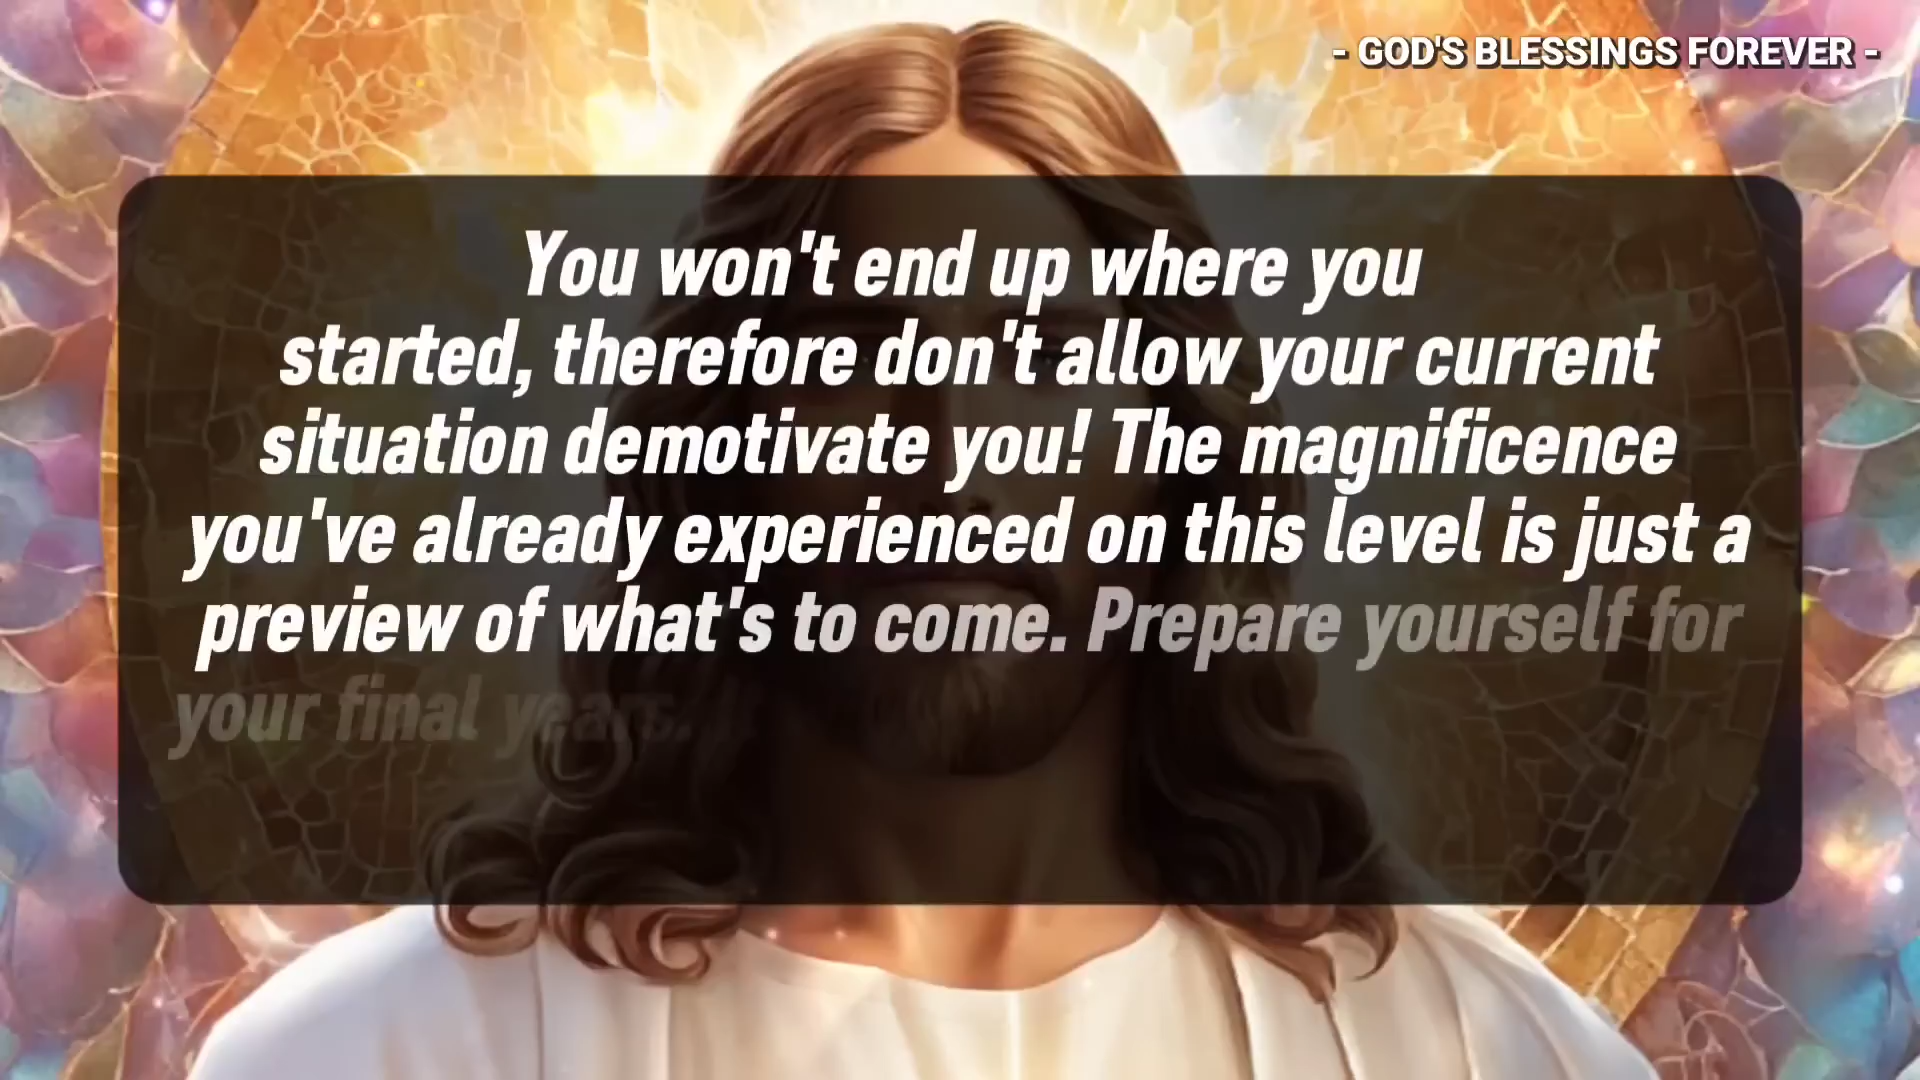 - GOD'S BLESSINGS FOREVER -
You won't end up where you
started, therefore don't allow your current
situation demotivate you! The magnificence
you've already experienced on this level is just a
preview of what's to come. Prepare yourself for
your final years.